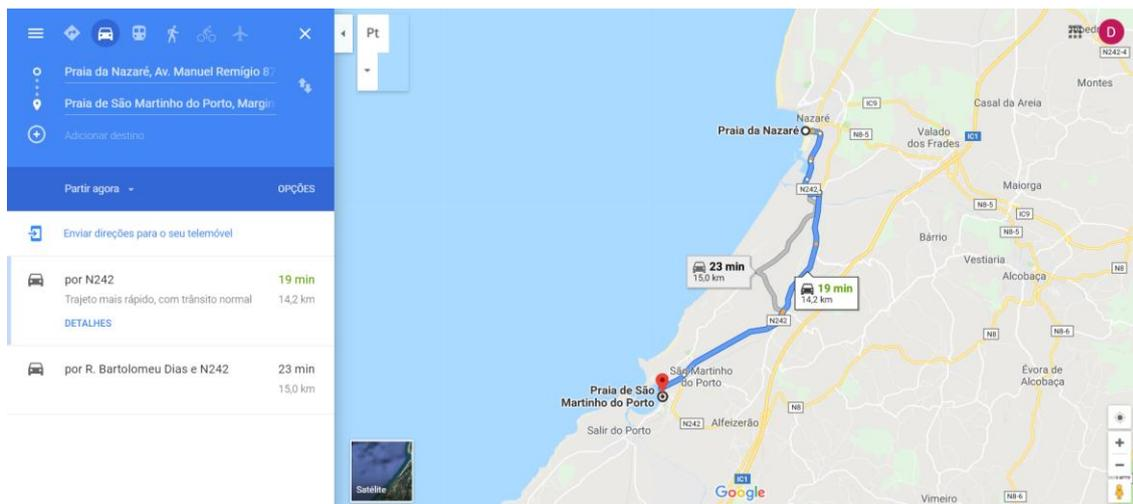 Praia da Nazaré, Av. Manuel Remígio 87
Praia de São Martinho do Porto, Margin
Adicionar destino
Partir agora
OPÇÕES
Enviar direções para o seu telemóvel
por N242
19 min
Trajeto mais rápido, com trânsito normal
14,2 km
DETALHES
por R. Bartolomeu Dias e N242
23 min
15,0 km
Pt
D
N242-4
Montes
IC9
Casal da Areia
Nazaré
Praia da Nazaré
N8-5
Valado
dos Frades
IC1
N242
Maiorga
N8-5
IC9
Bárrio
N8-5
Vestiaria
23 min
15,0 km
Alcobaça
N8
19 min
14,2 km
N242
N8
N8-6
São Martinho
do Porto
Évora de
Alcobaça
Praia de São
Martinho do Porto
N8
Salir do Porto
N242
Alfeizerão
Satélite
IC1
Google
Vimeiro
N8-6